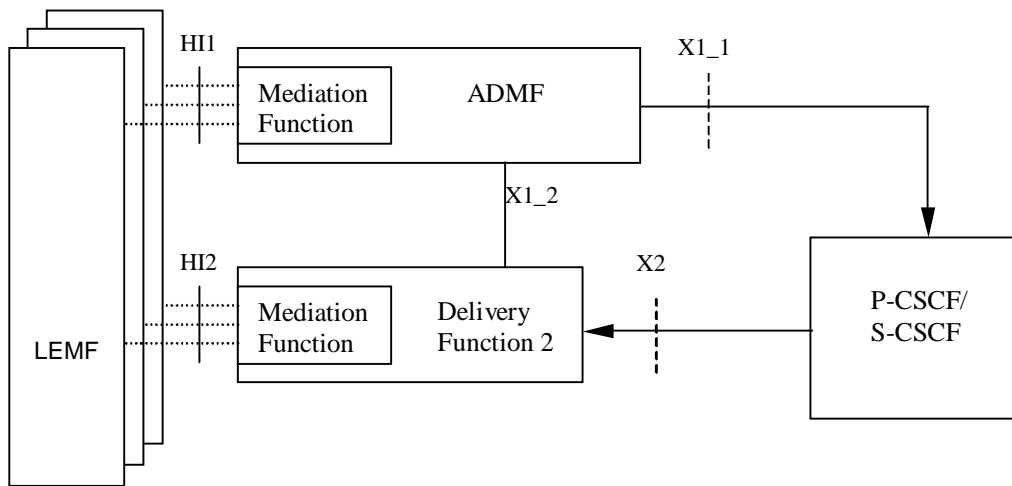 HI1
X1_1
Mediation
Function
ADMF
X1_2
HI2
X2
Mediation
Function
Delivery
Function 2
P-CSCF/
S-CSCF
LEMF